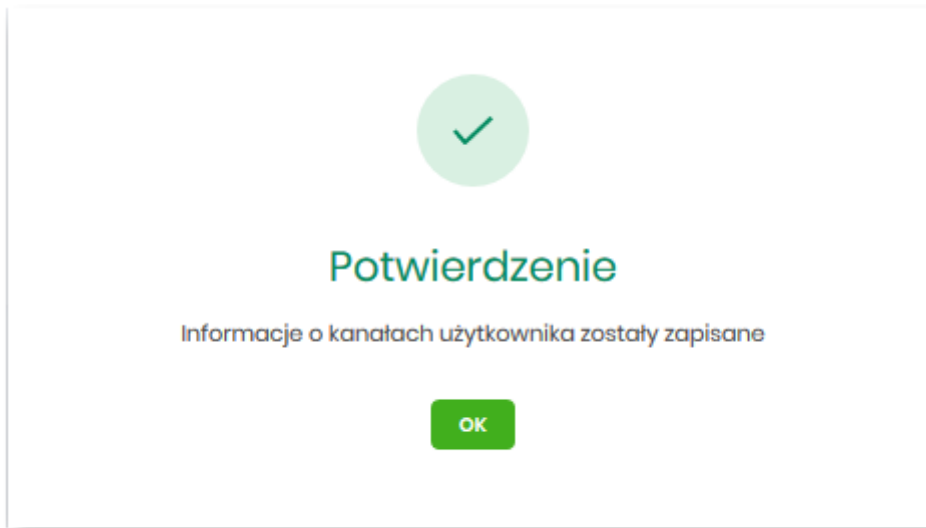 Potwierdzenie
Informacje o kanałach użytkownika zostały zapisane
OK